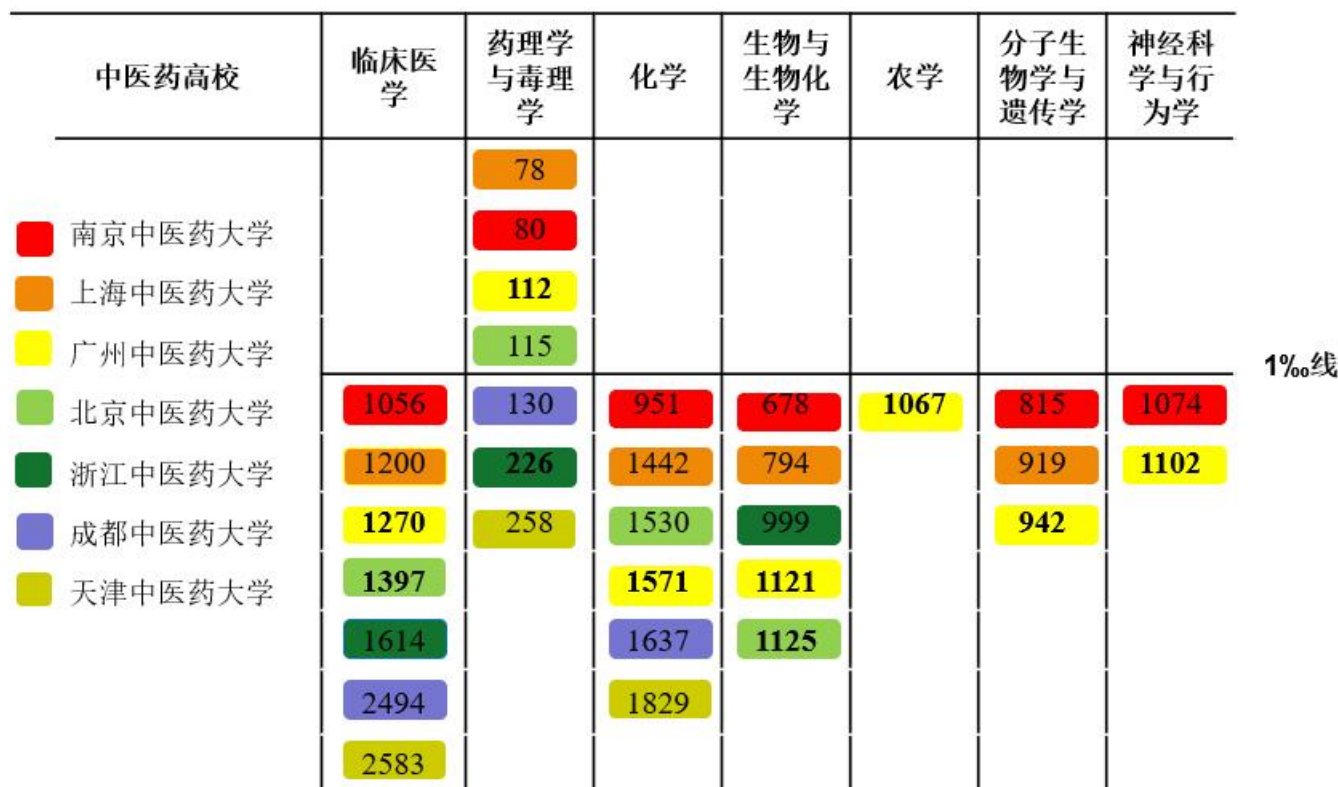 中医药高校
临床医
学
药理学
与毒理
学
化学
生物与
生物化
学
农学
分子生
物学与
遗传学
神经科
学与行
为学
78
南京中医药大学
80
上海中医药大学
112
广州中医药大学
115
1‰线
北京中医药大学
1056
130
951
678
1067
815
1074
浙江中医药大学
1200
226
1442
794
919
1102
成都中医药大学
1270
258
1530
999
942
天津中医药大学
1397
1571
1121
1614
1637
1125
2494
1829
2583